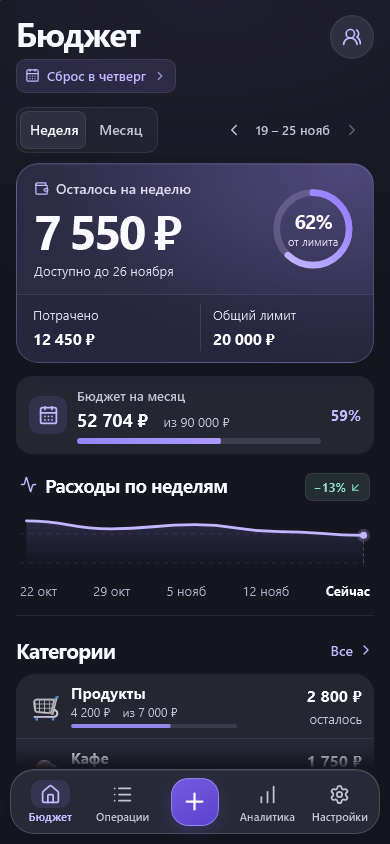 Бюджет
Сброс в четверг
Неделя Месяц 19 – 25 нояб
Осталось на неделю
7 550 ₽
62%
от лимита
Доступно до 26 ноября
Потрачено Общий лимит
12 450 ₽ 20 000 ₽
Бюджет на месяц
52 704 ₽ из 90 000 ₽ 59%
Расходы по неделям −13%
22 окт 29 окт 5 нояб 12 нояб Сейчас
Категории Все
Продукты 2 800 ₽
4 200 ₽ из 7 000 ₽ осталось
Кафе 1 750 ₽
Бюджет Операции Аналитика Настройки